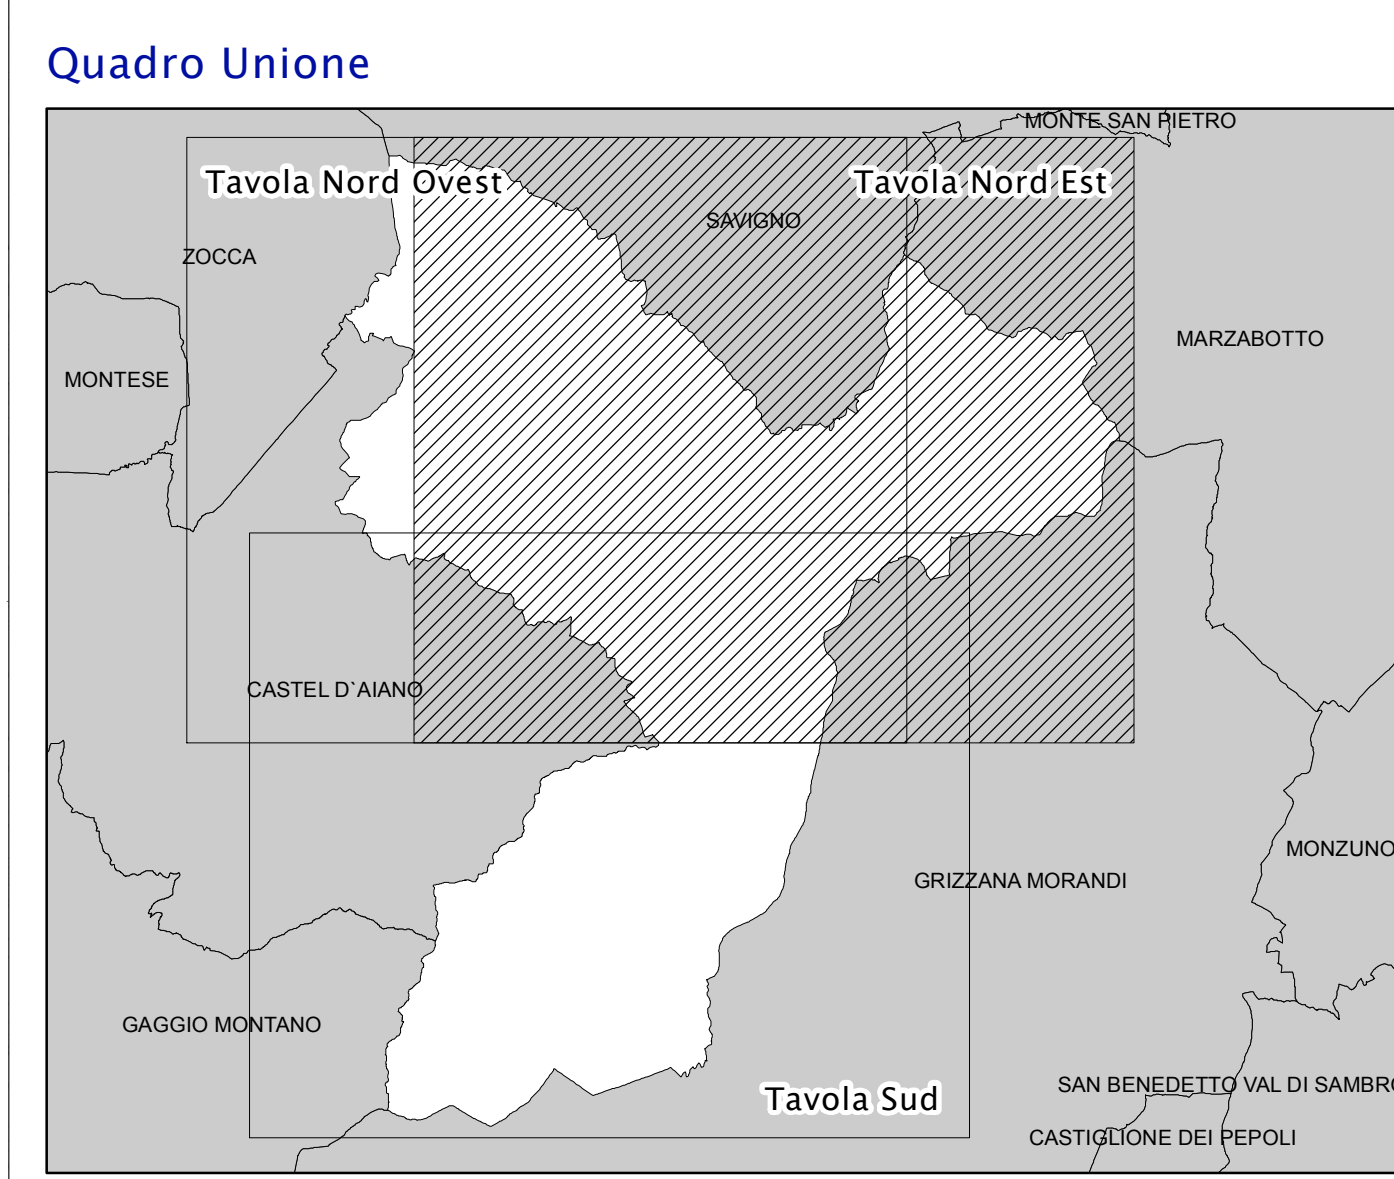 Quadro Unione
MONTE SAN PIETRO
Tavola Nord Ovest
Tavola Nord Est
SAVIGNO
ZOCCA
MARZABOTTO
MONTESE
CASTEL D`AIANO
MONZUNO
GRIZZANA MORANDI
GAGGIO MONTANO
SAN BENEDETTO VAL DI SAMBRO
Tavola Sud
CASTIGLIONE DEI PEPOLI